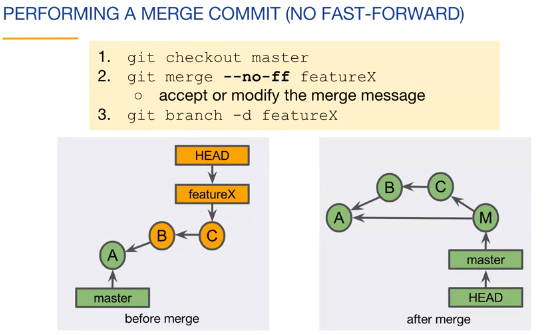 PERFORMING A MERGE COMMIT (NO FAST-FORWARD)
1. git checkout master
2. git merge --no-ff featureX
○ accept or modify the merge message
3. git branch -d featureX
HEAD
featureX
A
B
C
master
before merge
A
B
C
M
master
HEAD
after merge